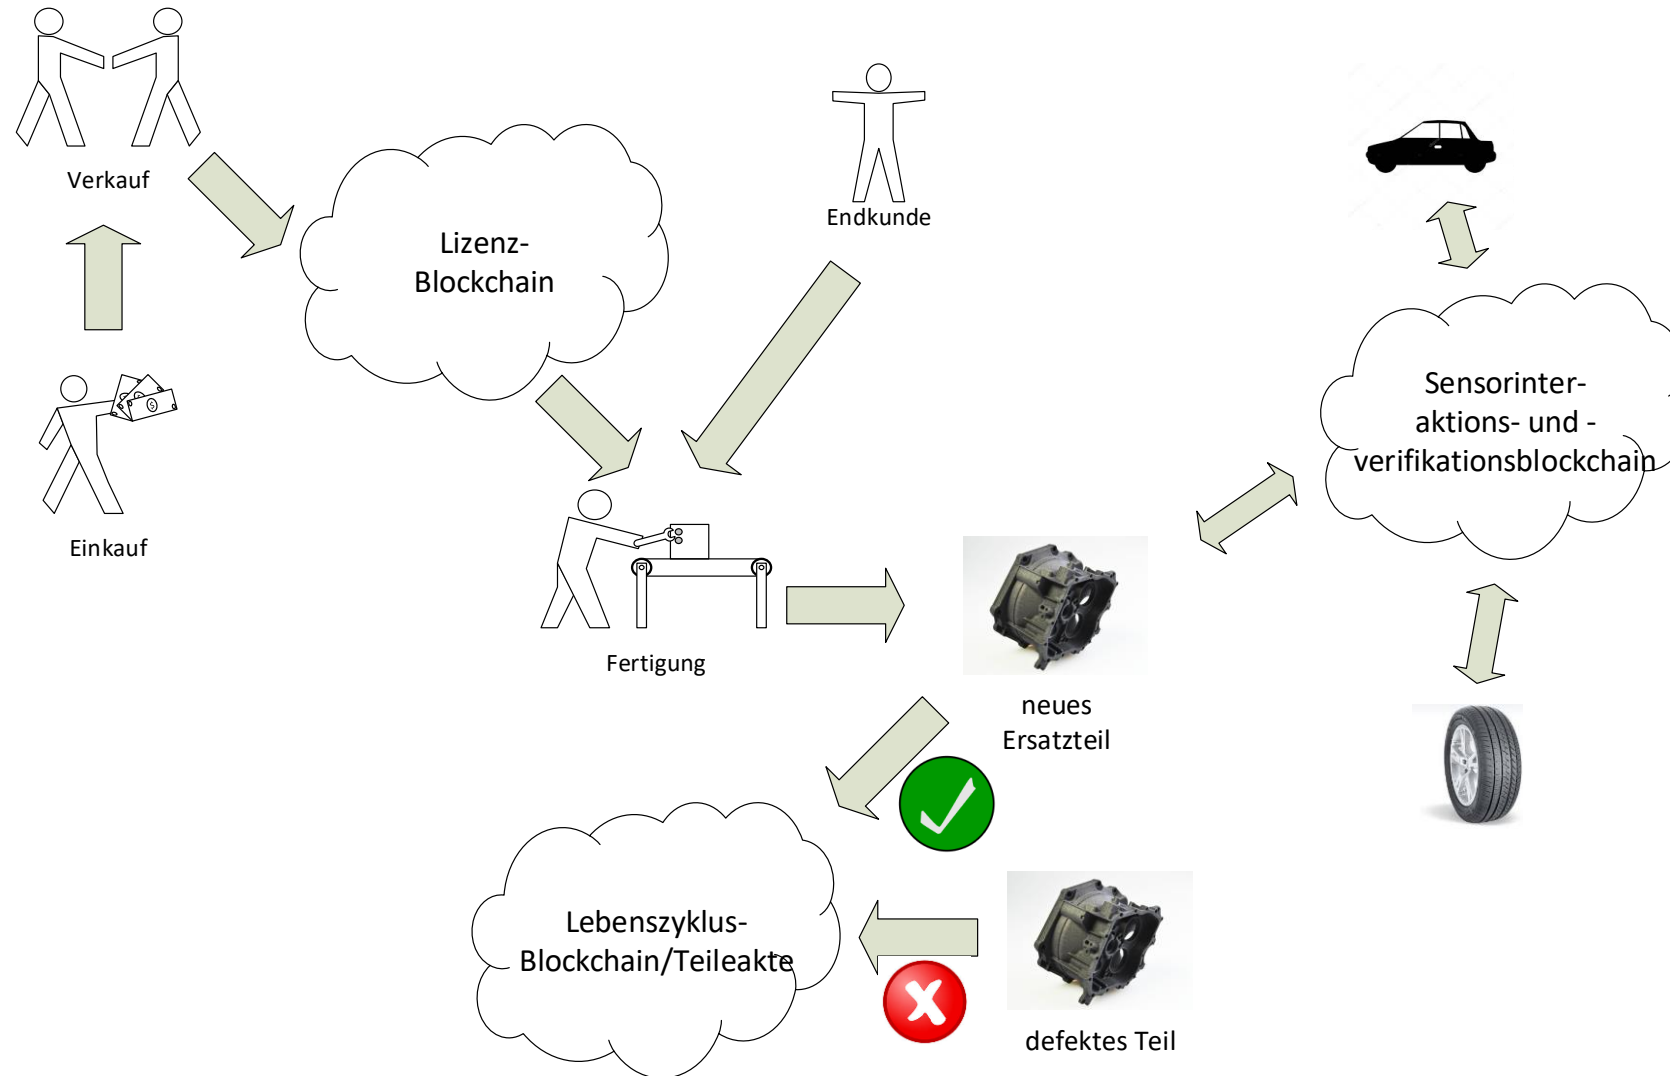 Verkauf
Endkunde
Lizenz-
Blockchain
Einkauf
Sensorinter-
aktions- und -
verifikationsblockchain
Fertigung
neues
Ersatzteil
Lebenszyklus-
Blockchain/Teileakte
defektes Teil